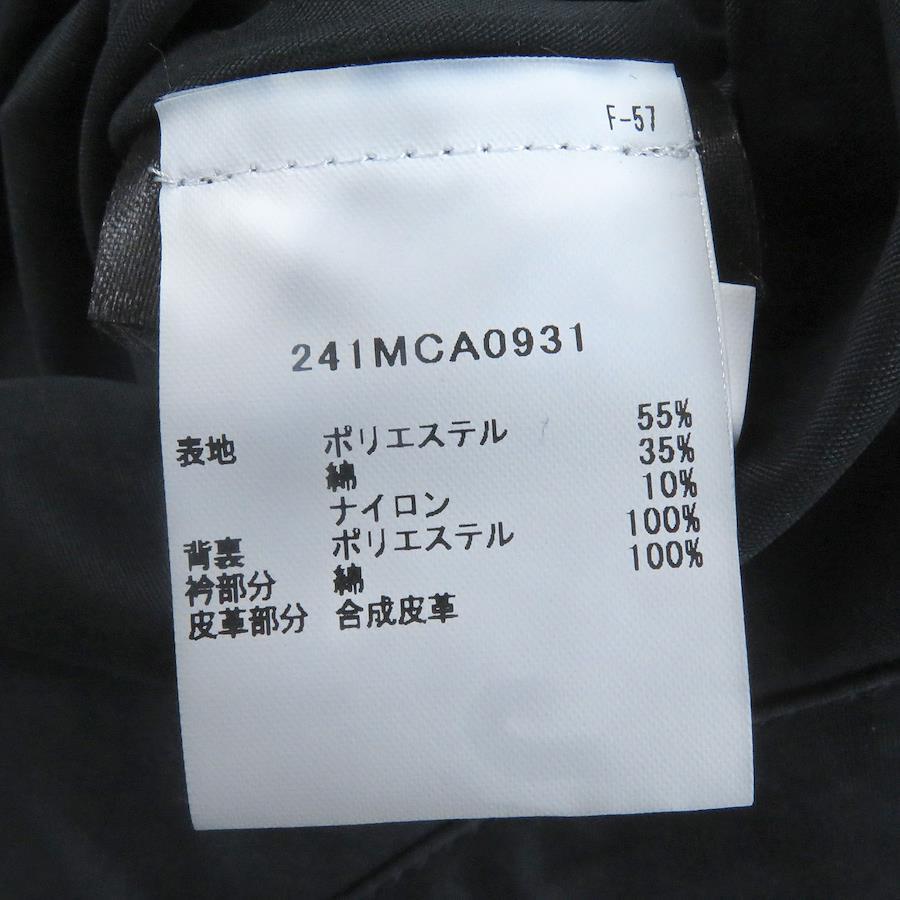 F-57
241MCA0931
表地 ポリエステル 55%
綿 35%
ナイロン 10%
背裏 ポリエステル 100%
衿部分 綿 100%
皮革部分 合成皮革